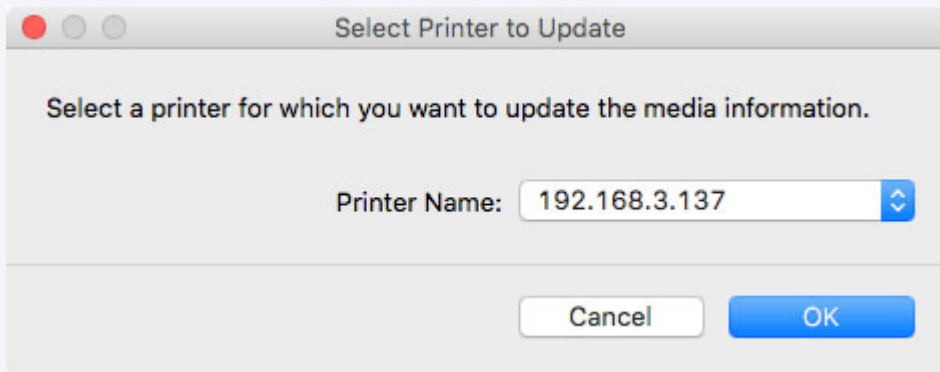 Select Printer to Update
Select a printer for which you want to update the media information.
Printer Name: 192.168.3.137
Cancel OK